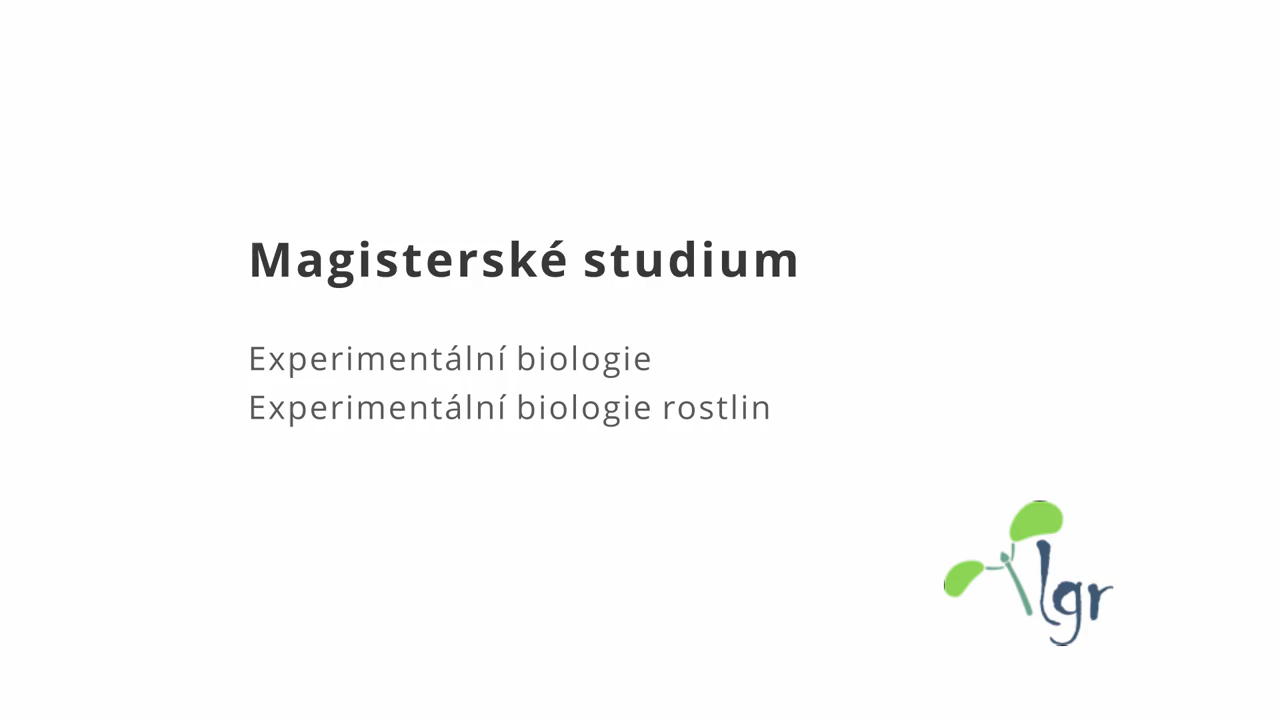 Magisterské studium
Experimentální biologie
Experimentální biologie rostlin
lgr